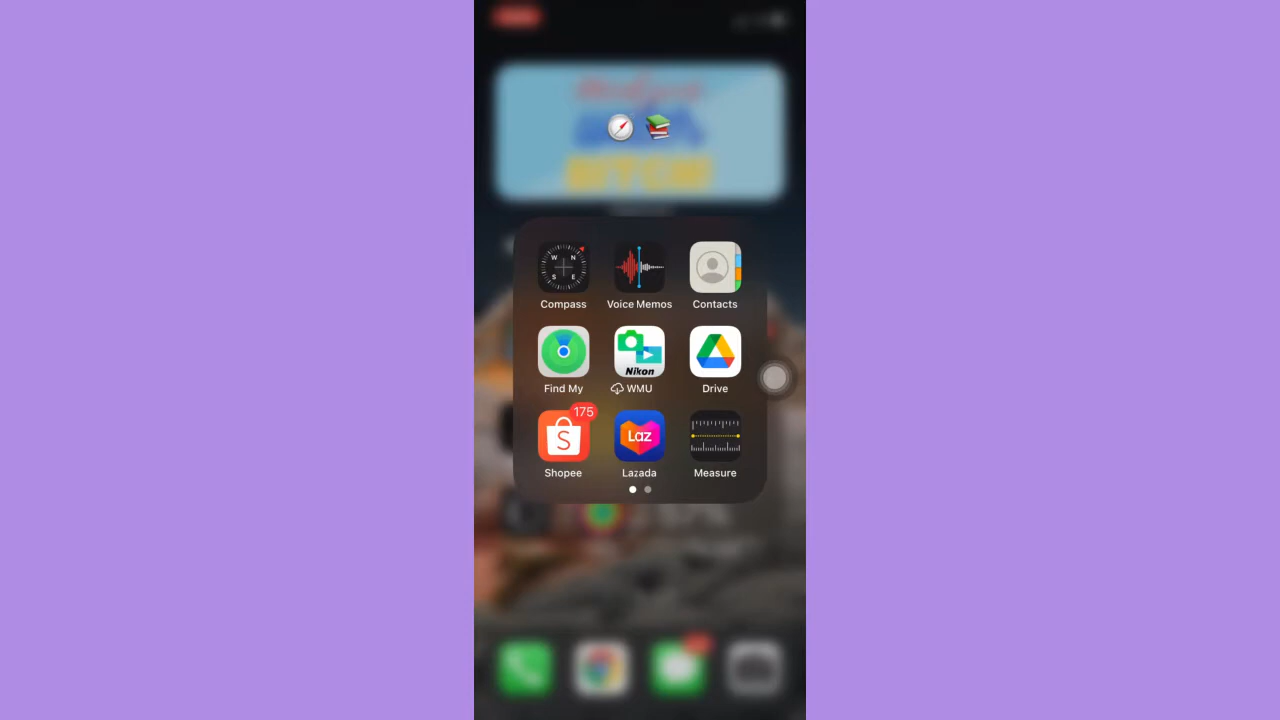 W N
S E
Compass
Voice Memos
Contacts
Nikon
Find My
WMU
Drive
175
S
Laz
Shopee
Lazada
Measure